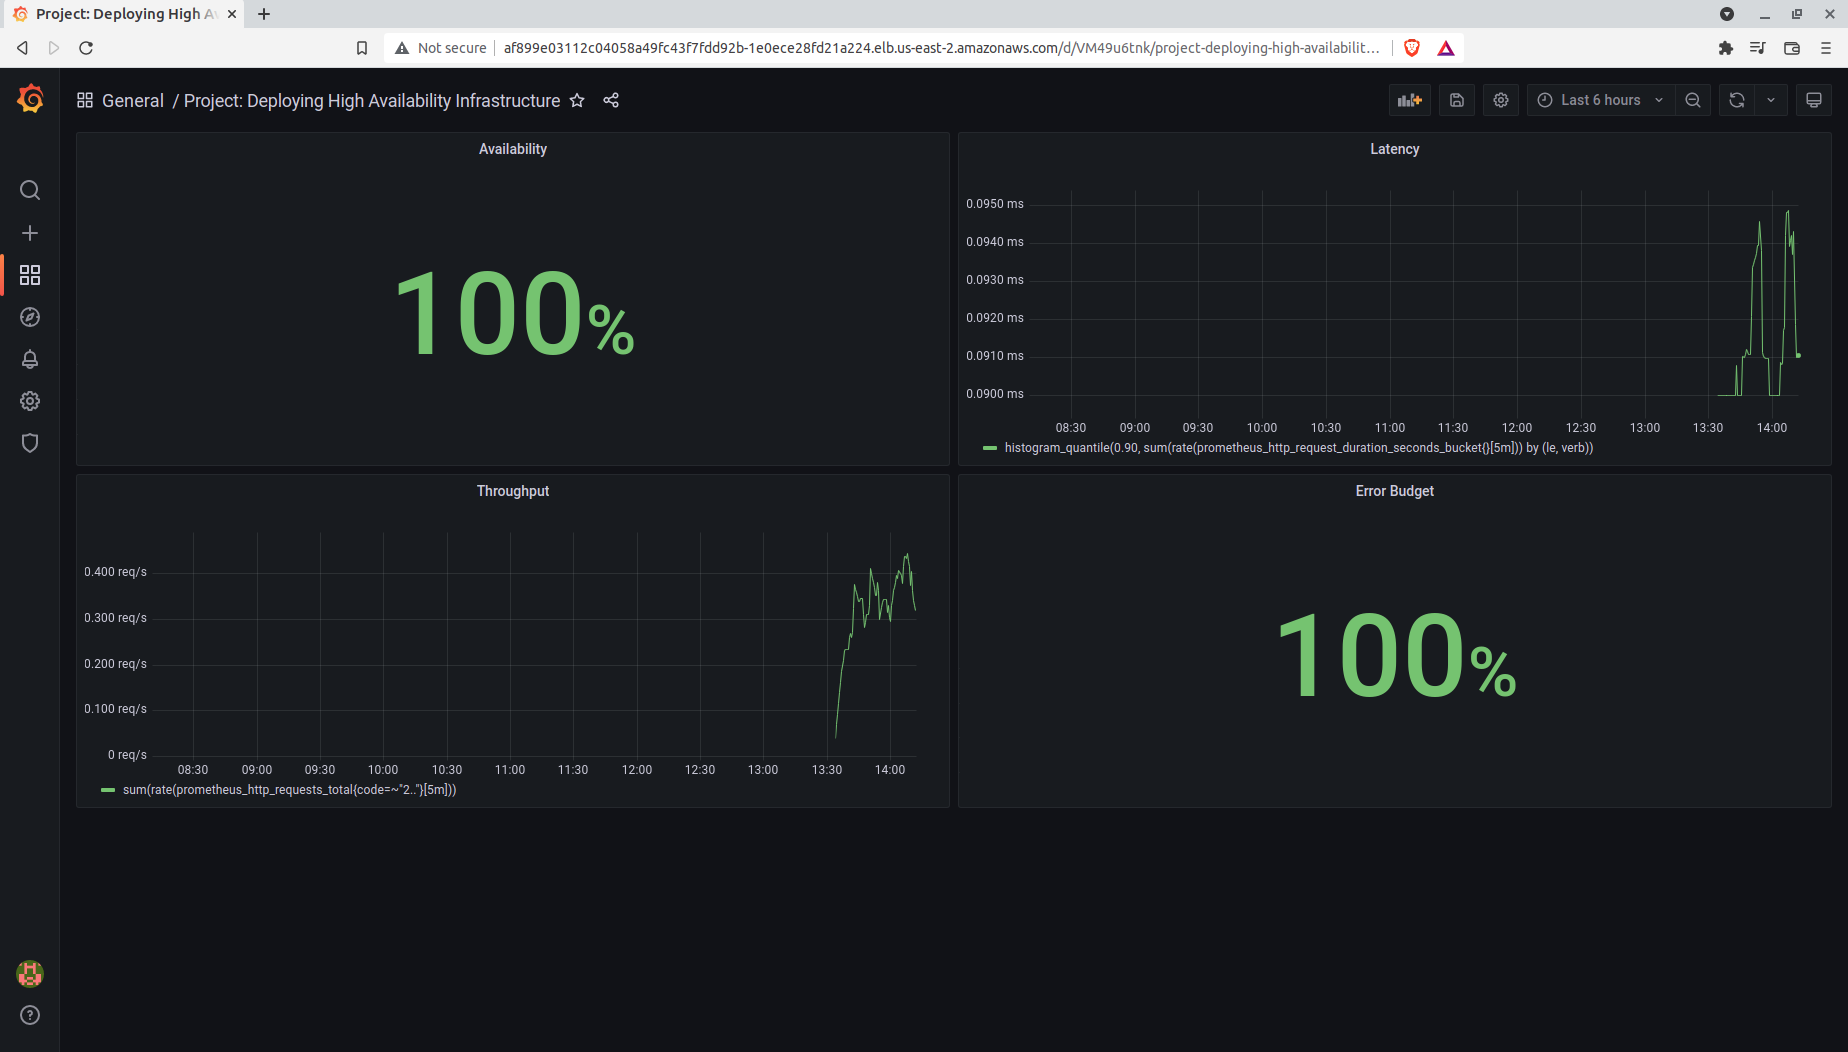 Project: Deploying High Av
Not secure
af899e03112c04058a49fc43f7fdd92b-1e0ece28fd21a224.elb.us-east-2.amazonaws.com/d/VM49u6tnk/project-deploying-high-availabilit...
General / Project: Deploying High Availability Infrastructure
Last 6 hours
Availability
100%
Latency
0.0950 ms
0.0940 ms
0.0930 ms
0.0920 ms
0.0910 ms
0.0900 ms
08:30 09:00 09:30 10:00 10:30 11:00 11:30 12:00 12:30 13:00 13:30 14:00
histogram_quantile(0.90, sum(rate(prometheus_http_request_duration_seconds_bucket{}[5m])) by (le, verb))
Throughput
0.400 req/s
0.300 req/s
0.200 req/s
0.100 req/s
0 req/s
08:30 09:00 09:30 10:00 10:30 11:00 11:30 12:00 12:30 13:00 13:30 14:00
sum(rate(prometheus_http_requests_total{code=~"2.."}[5m]))
Error Budget
100%